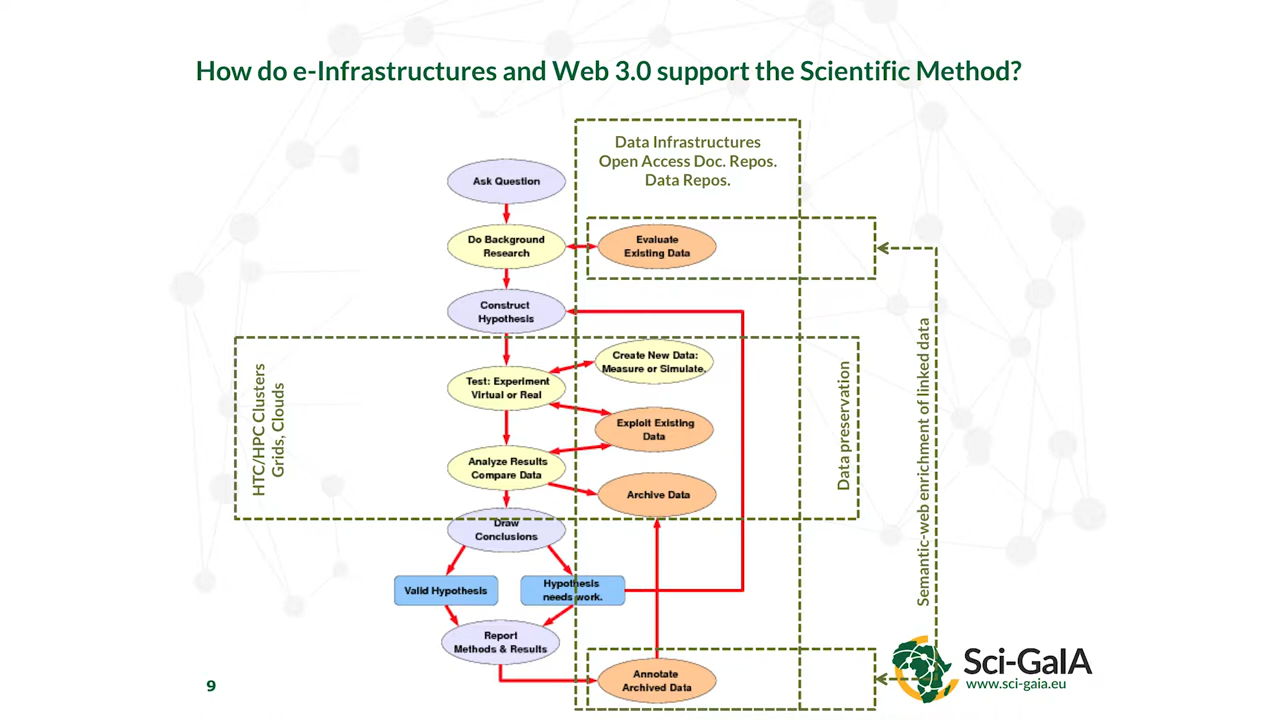 How do e-Infrastructures and Web 3.0 support the Scientific Method?
Data Infrastructures
Open Access Doc. Repos.
Data Repos.
Ask Question
Do Background
Research
Evaluate
Existing Data
Construct
Hypothesis
HTC/HPC Clusters
Grids, Clouds
Create New Data:
Measure or Simulate.
Test: Experiment
Virtual or Real
Exploit Existing
Data
Analyze Results
Compare Data
Archive Data
Data preservation
Semantic-web enrichment of linked data
Draw
Conclusions
Valid Hypothesis
Hypothesis
needs work.
Report
Methods & Results
Annotate
Archived Data
Sci-GaIA
www.sci-gaia.eu
9